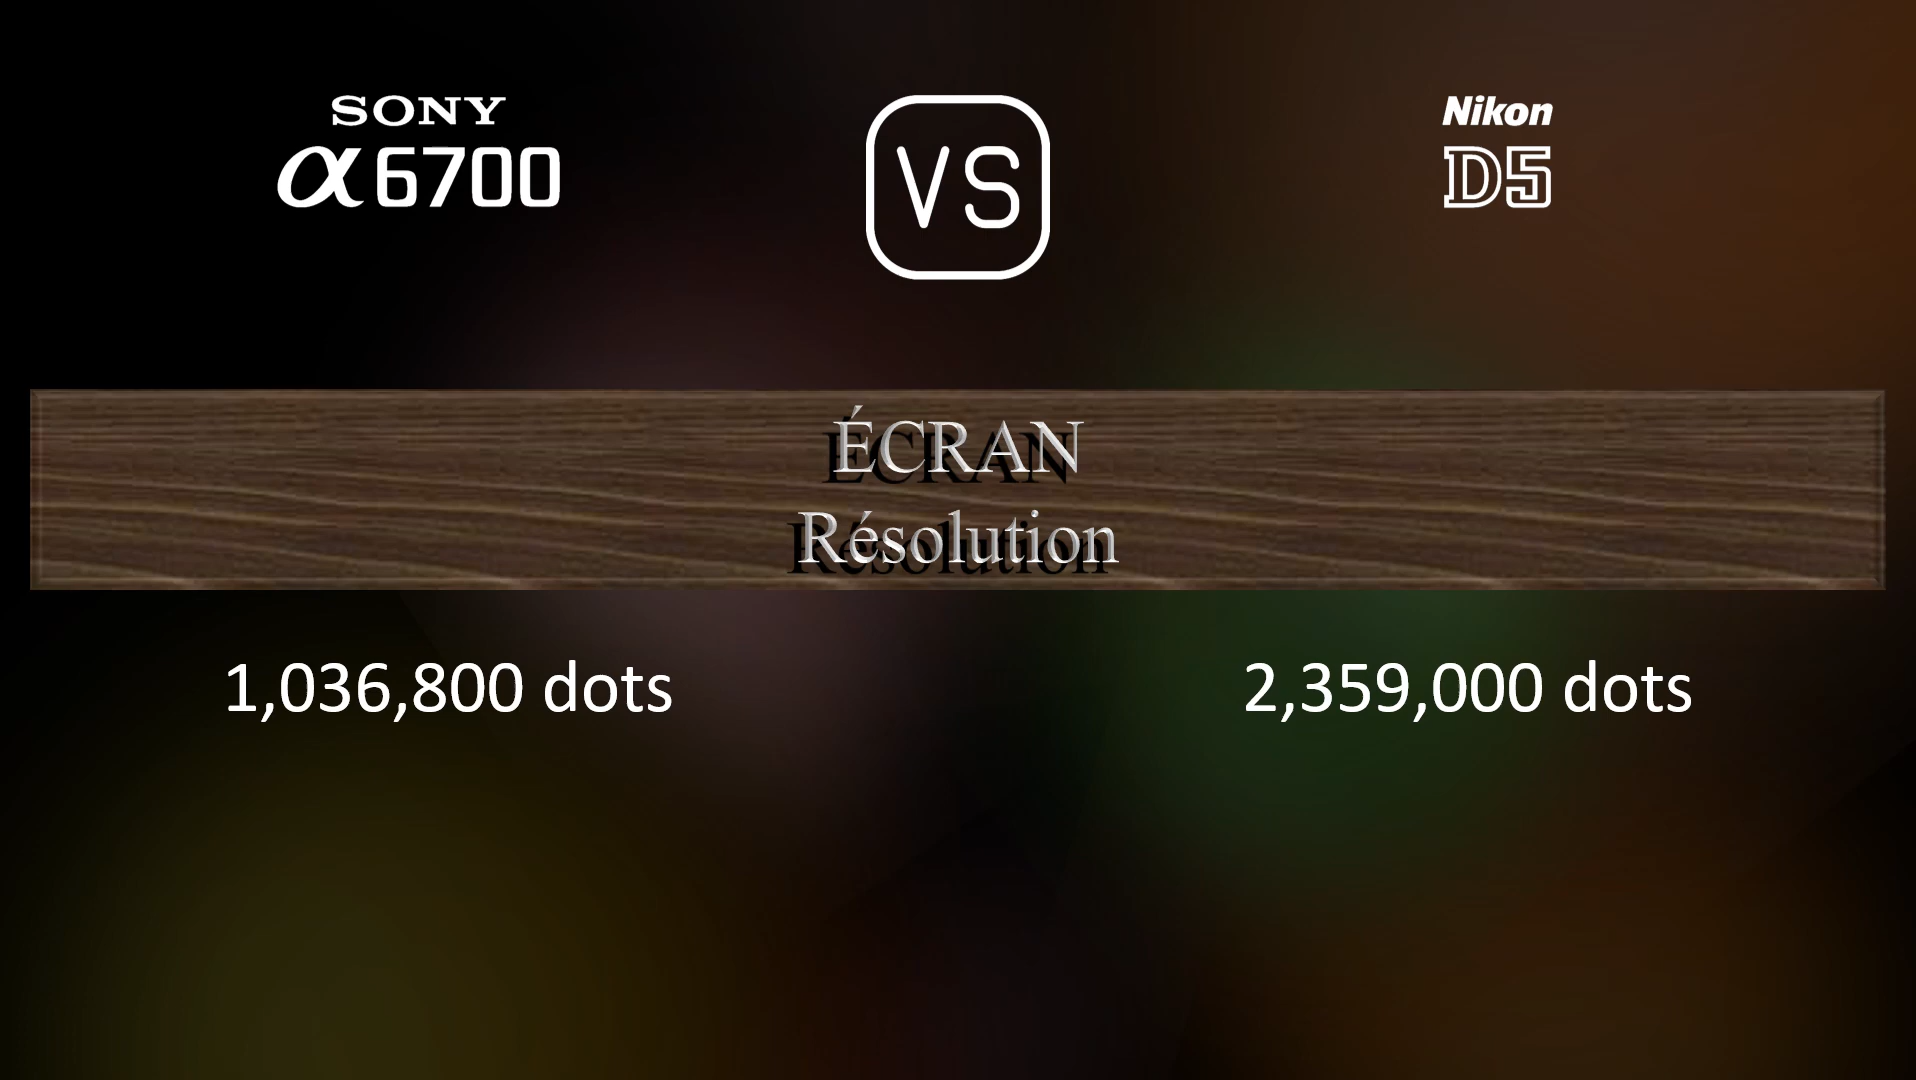 SONY
α6700
VS
Nikon
D5
ÉCRAN
Résolution
1,036,800 dots
2,359,000 dots